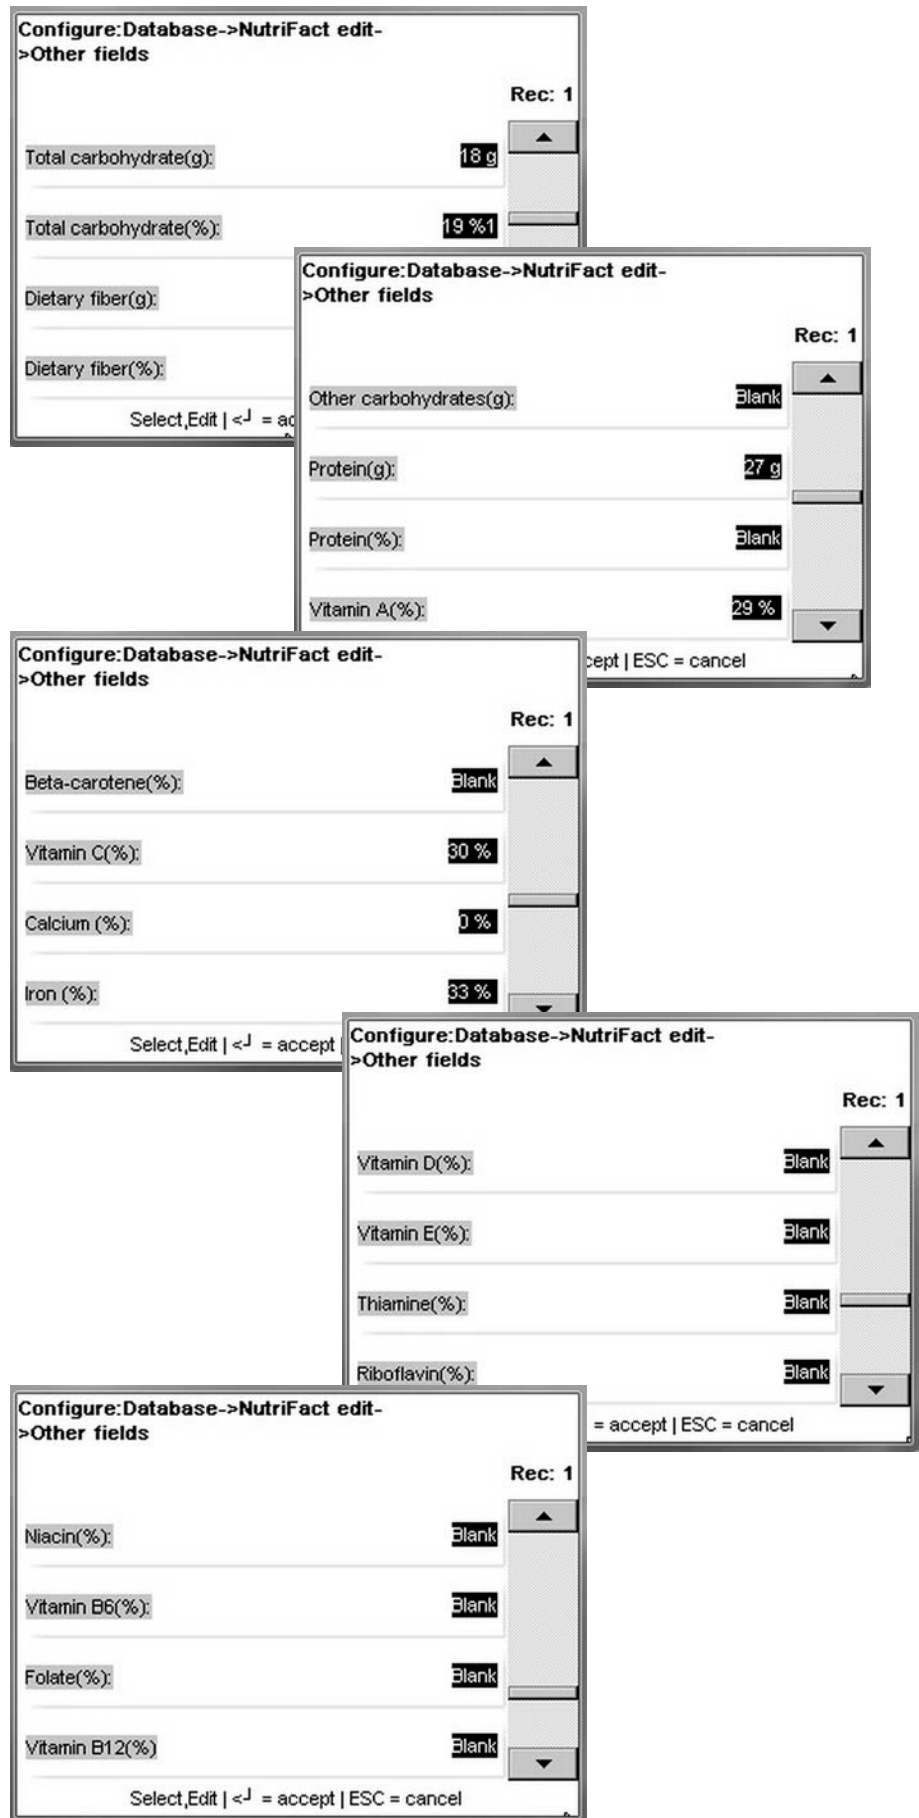 Configure:Database->NutriFact edit-
>Other fields
Rec: 1
Total carbohydrate(g): 18 g
Total carbohydrate(%): 19 %1
Dietary fiber(g):
Dietary fiber(%):
Select,Edit | <┘ = ac
Configure:Database->NutriFact edit-
>Other fields
Rec: 1
Other carbohydrates(g): Blank
Protein(g): 27 g
Protein(%): Blank
Vitamin A(%): 29 %
cept | ESC = cancel
Configure:Database->NutriFact edit-
>Other fields
Rec: 1
Beta-carotene(%): Blank
Vitamin C(%): 30 %
Calcium (%): 0 %
Iron (%): 33 %
Select,Edit | <┘ = accept |
Configure:Database->NutriFact edit-
>Other fields
Rec: 1
Vitamin D(%): Blank
Vitamin E(%): Blank
Thiamine(%): Blank
Riboflavin(%): Blank
= accept | ESC = cancel
Configure:Database->NutriFact edit-
>Other fields
Rec: 1
Niacin(%): Blank
Vitamin B6(%): Blank
Folate(%): Blank
Vitamin B12(%) Blank
Select,Edit | <┘ = accept | ESC = cancel